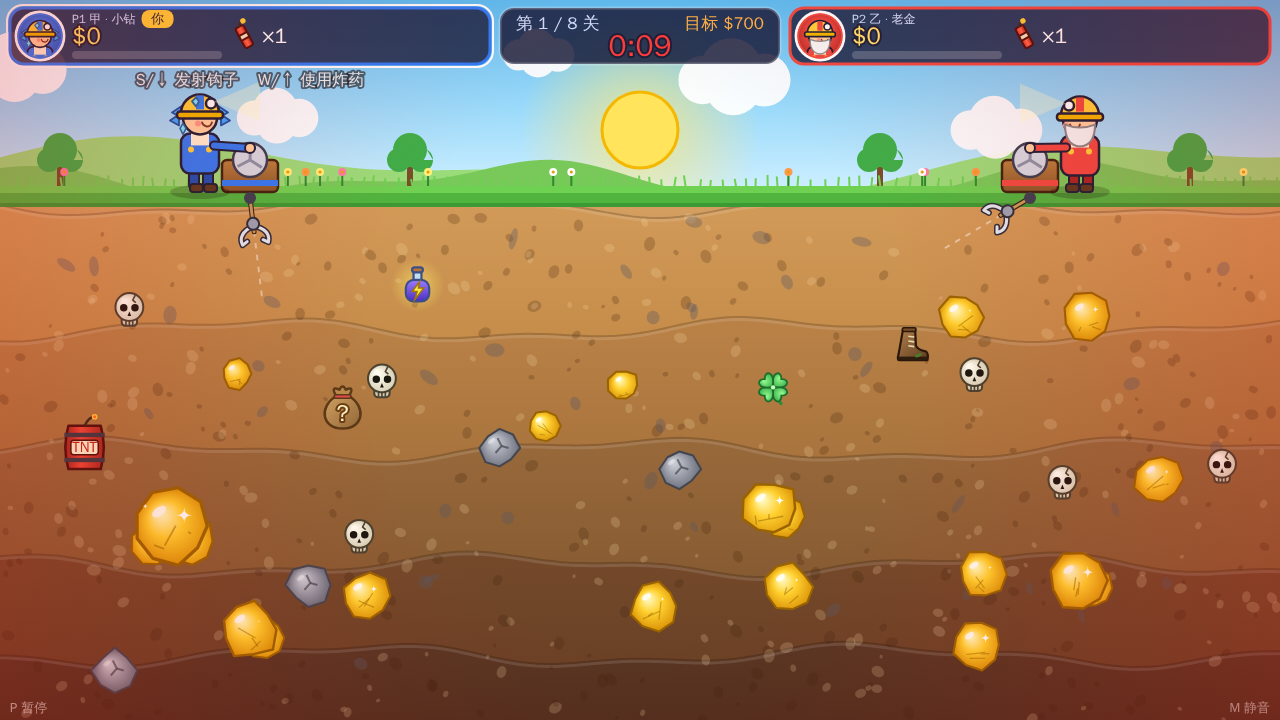 P1 甲 · 小钻 你
$0
×1
第 1 / 8 关 目标 $700
0:09
P2 乙 · 老金
$0
×1
S/↓ 发射钩子 W/↑ 使用炸药
?
TNT
P 暂停
M 静音